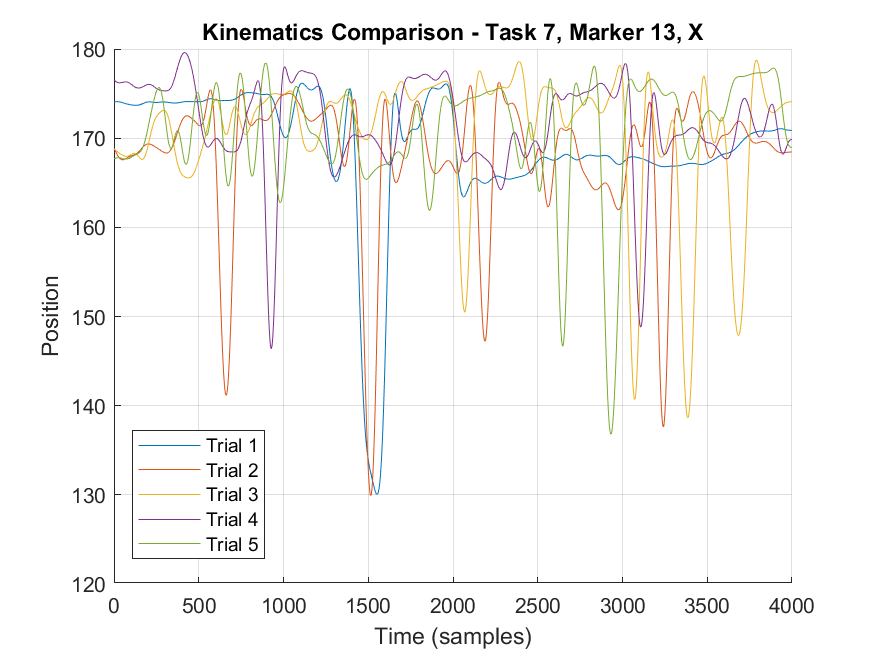 Kinematics Comparison - Task 7, Marker 13, X
180
170
160
150
140
130
120
Position
Trial 1
Trial 2
Trial 3
Trial 4
Trial 5
0 500 1000 1500 2000 2500 3000 3500 4000
Time (samples)